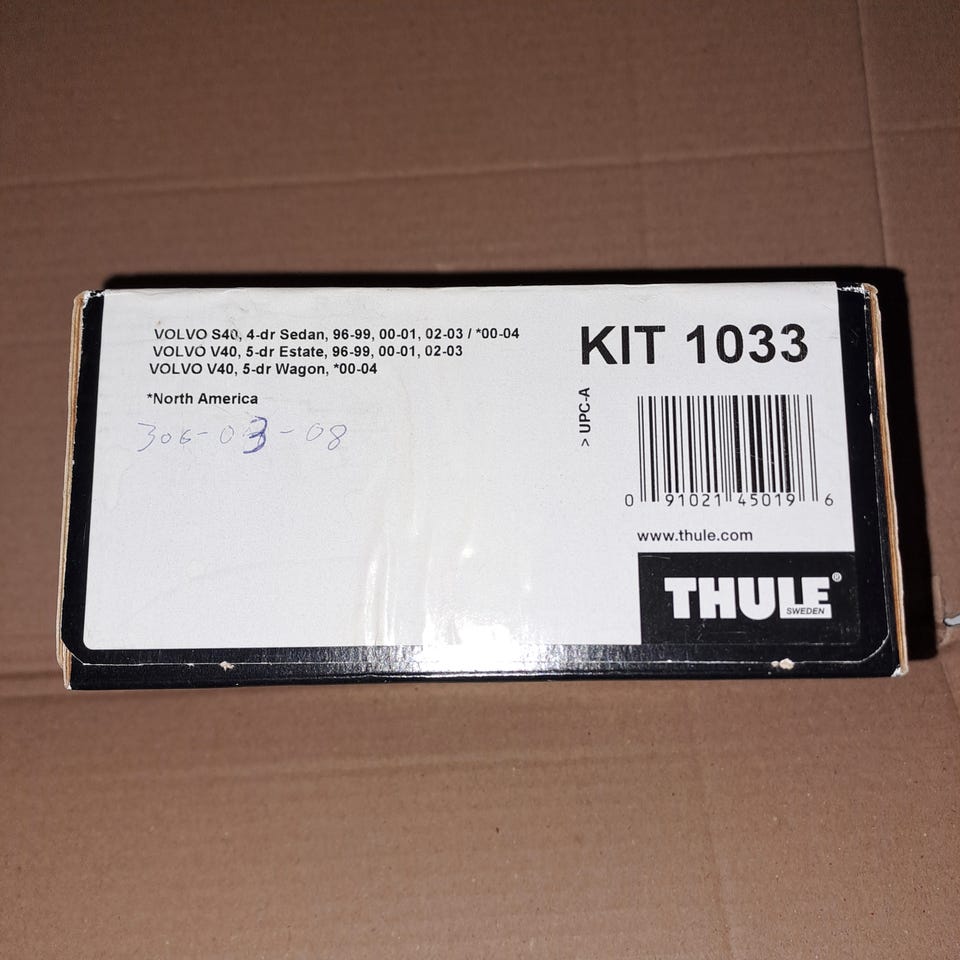 VOLVO S40, 4-dr Sedan, 96-99, 00-01, 02-03 / *00-04
VOLVO V40, 5-dr Estate, 96-99, 00-01, 02-03
VOLVO V40, 5-dr Wagon, *00-04
*North America
306-03-08
KIT 1033
> UPC-A
0 91021 45019 6
www.thule.com
THULE®
SWEDEN